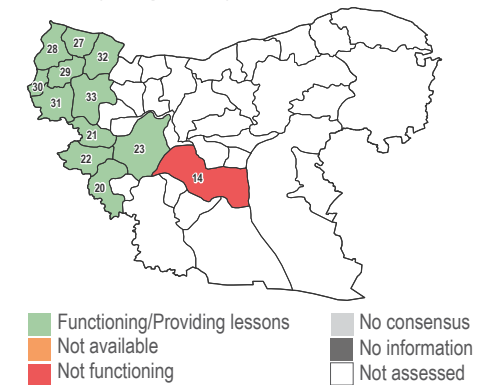 27
28
32
29
30
33
31
21
23
22
14
20
Functioning/Providing lessons
Not available
Not functioning
No consensus
No information
Not assessed